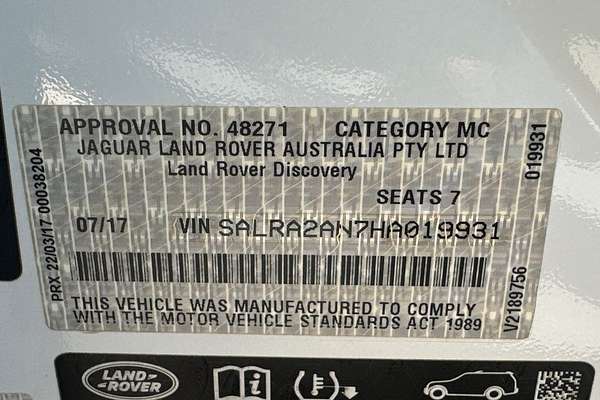 APPROVAL NO. 48271 CATEGORY MC
JAGUAR LAND ROVER AUSTRALIA PTY LTD
Land Rover Discovery
SEATS 7
07/17 VIN SALRA2AN7HA019931
THIS VEHICLE WAS MANUFACTURED TO COMPLY
WITH THE MOTOR VEHICLE STANDARDS ACT 1989
PRX 22/03/17 00038204
019931
V2189756
LAND-
ROVER
i